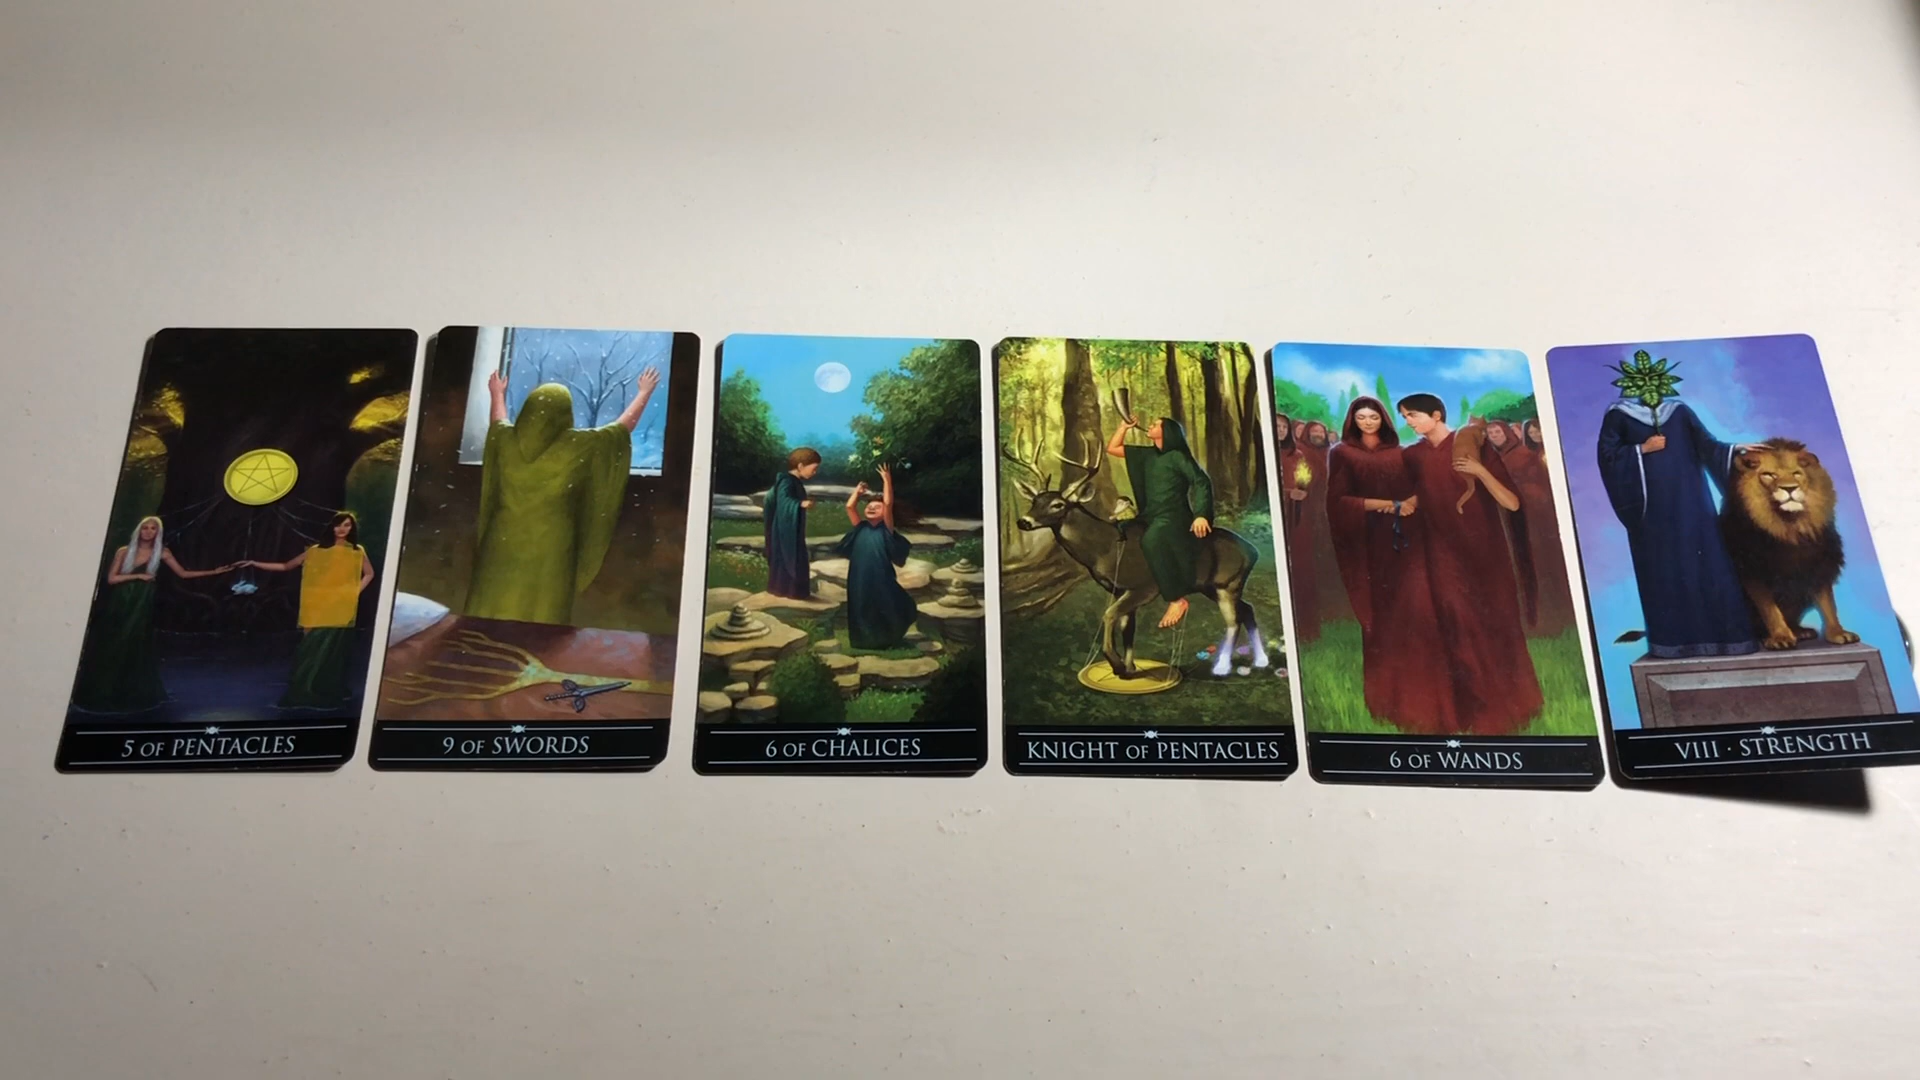 5 OF PENTACLES
9 OF SWORDS
6 OF CHALICES
KNIGHT OF PENTACLES
6 OF WANDS
VIII · STRENGTH